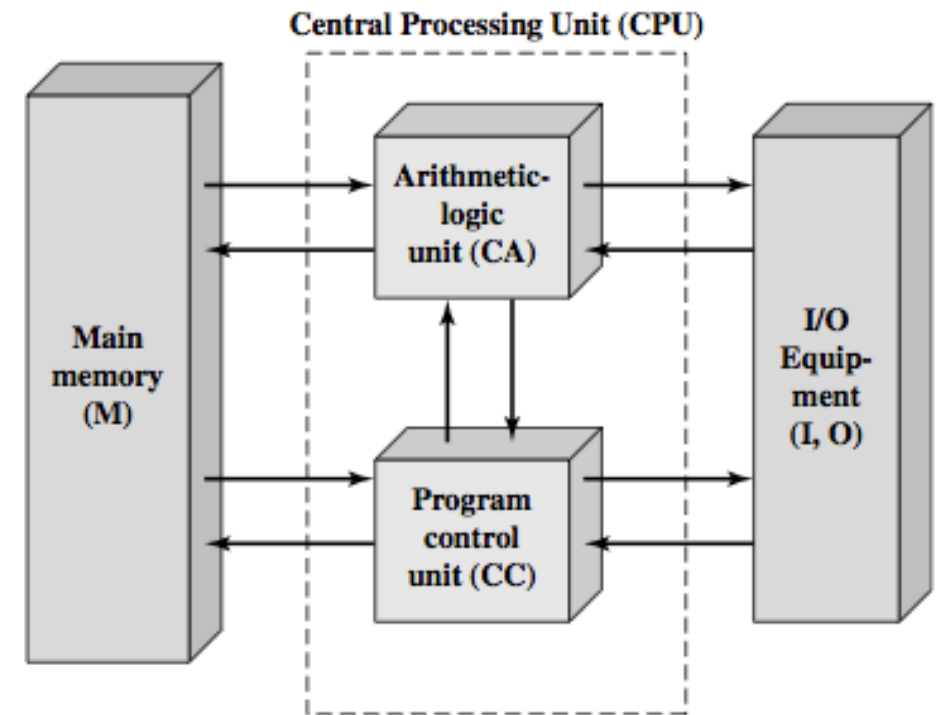 Central Processing Unit (CPU)
Main
memory
(M)
Arithmetic-
logic
unit (CA)
Program
control
unit (CC)
I/O
Equip-
ment
(I, O)